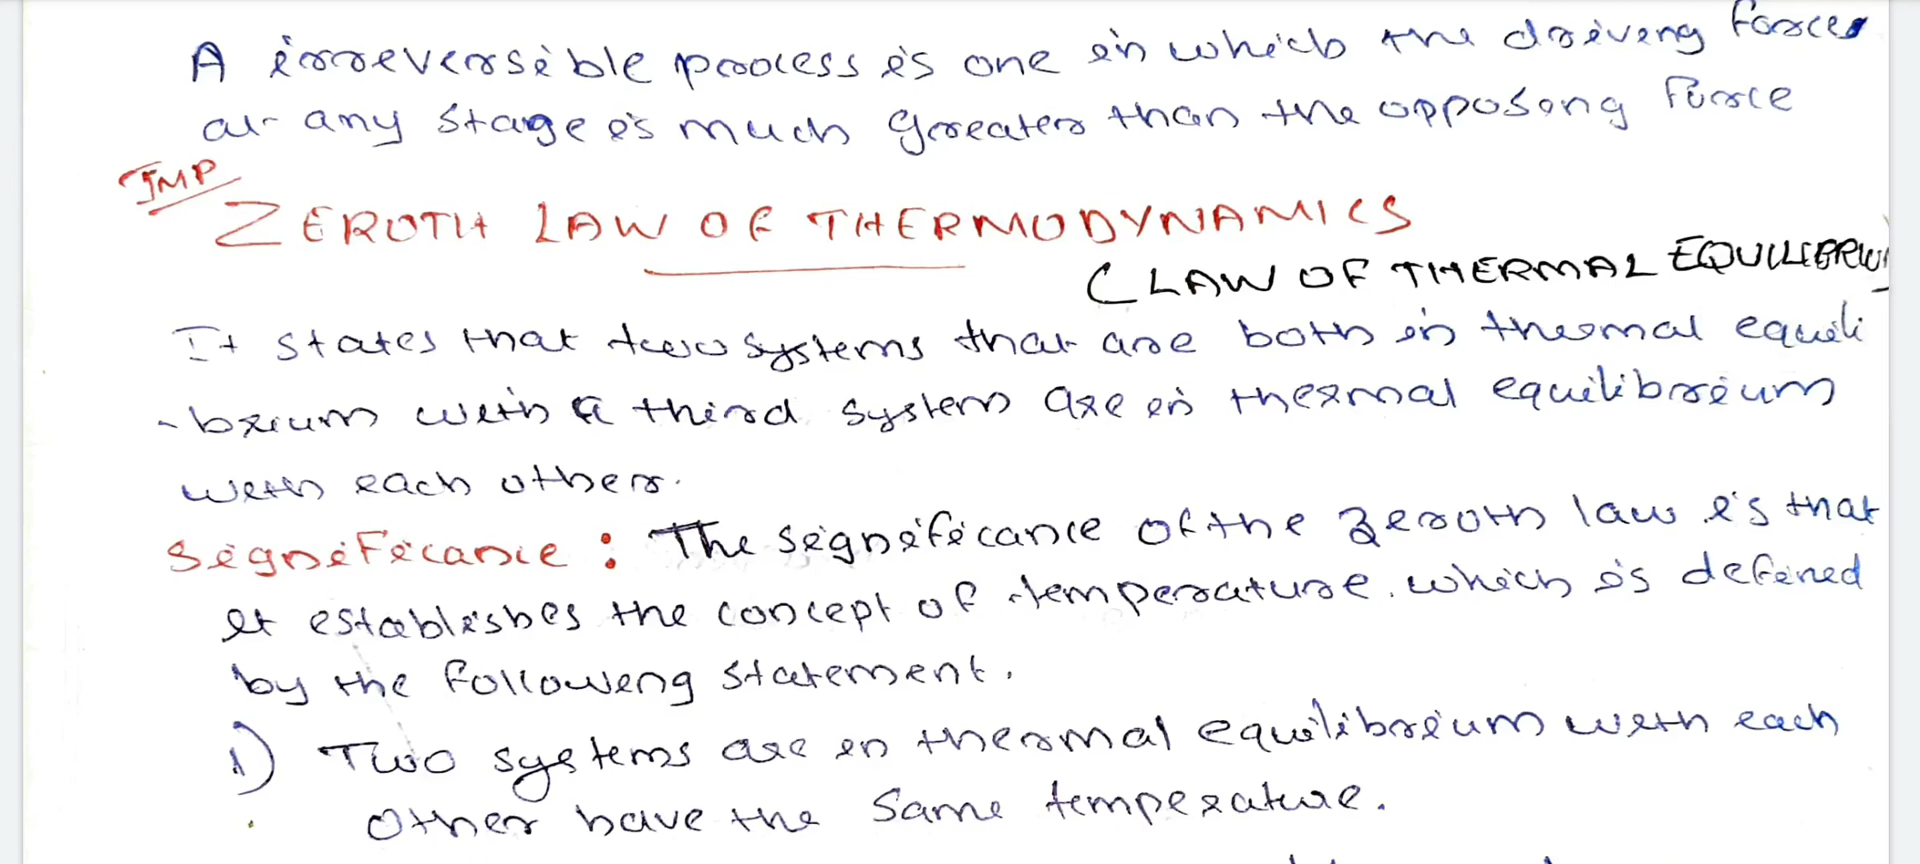 A irreversible process is one in which the driving forces
at any stage is much greater than the opposong Force
IMP
ZEROTH LAW OF THERMODYNAMICS
(LAW OF THERMAL EQUILIBRIU
It states that two systems that are both in thermal equili
-brium with a third system are in thermal equilibrium
with each other.
Significance : The significance of the zeroth law is that
it establishes the concept of temperature. which is defined
by the following statement.
1) Two systems are in thermal equilibrium with each
other have the same temperature.